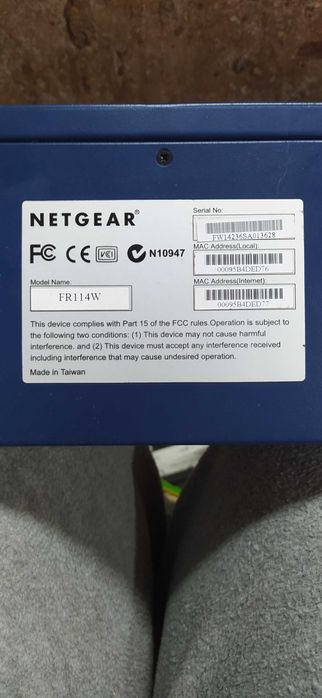 NETGEAR®
FC CE VCI N10947
Model Name:
FR114W
Serial No:
FW14236SA013628
MAC Address(Local):
00095B4DED76
MAC Address(Internet):
00095B4DED77
This device complies with Part 15 of the FCC rules.Operation is subject to
the following two conditions: (1) This device may not cause harmful
interference. and (2) This device must accept any interference received
including interference that may cause undesired operation.
Made in Taiwan